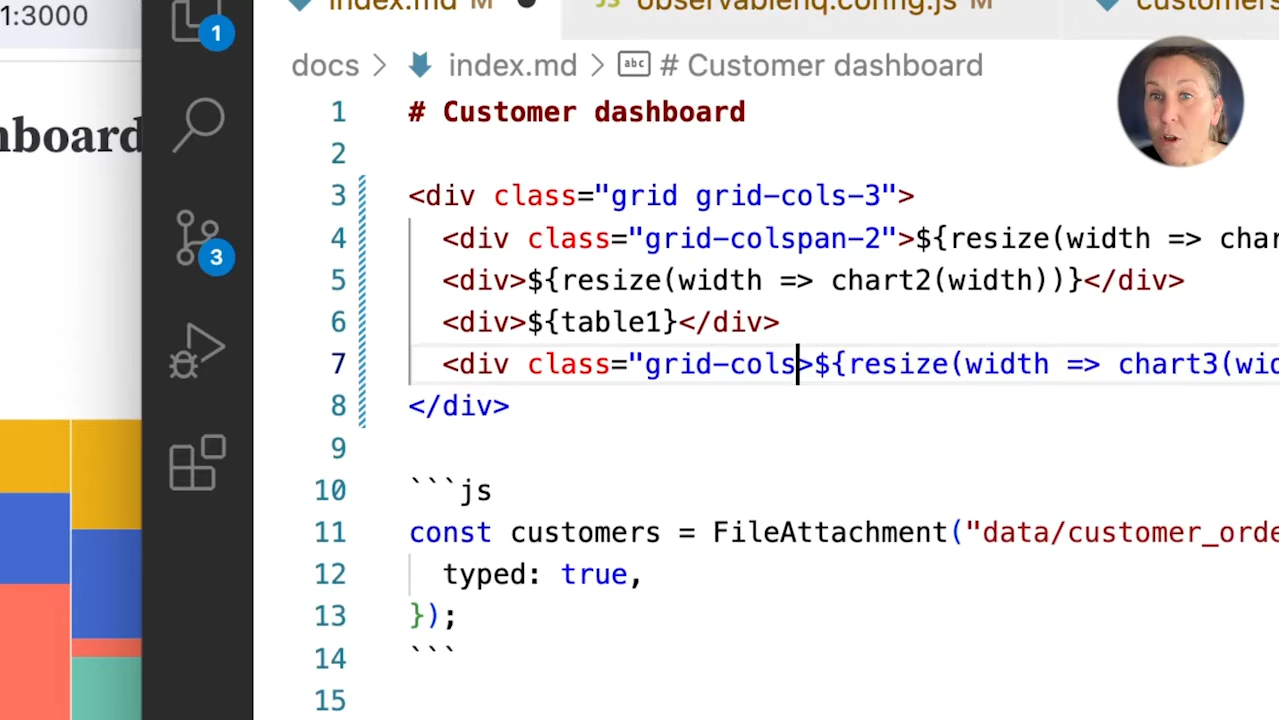 1:3000
index.md M
observablehq.config.js M
customers
1
docs > index.md > abc # Customer dashboard
1 # Customer dashboard
2
nboard
3 <div class="grid grid-cols-3">
4 <div class="grid-colspan-2">${resize(width => char
3
5 <div>${resize(width => chart2(width))}</div>
6 <div>${table1}</div>
7 <div class="grid-cols>${resize(width => chart3(wid
8 </div>
9
10 ```js
11 const customers = FileAttachment("data/customer_orde
12 typed: true,
13 });
14 ```
15